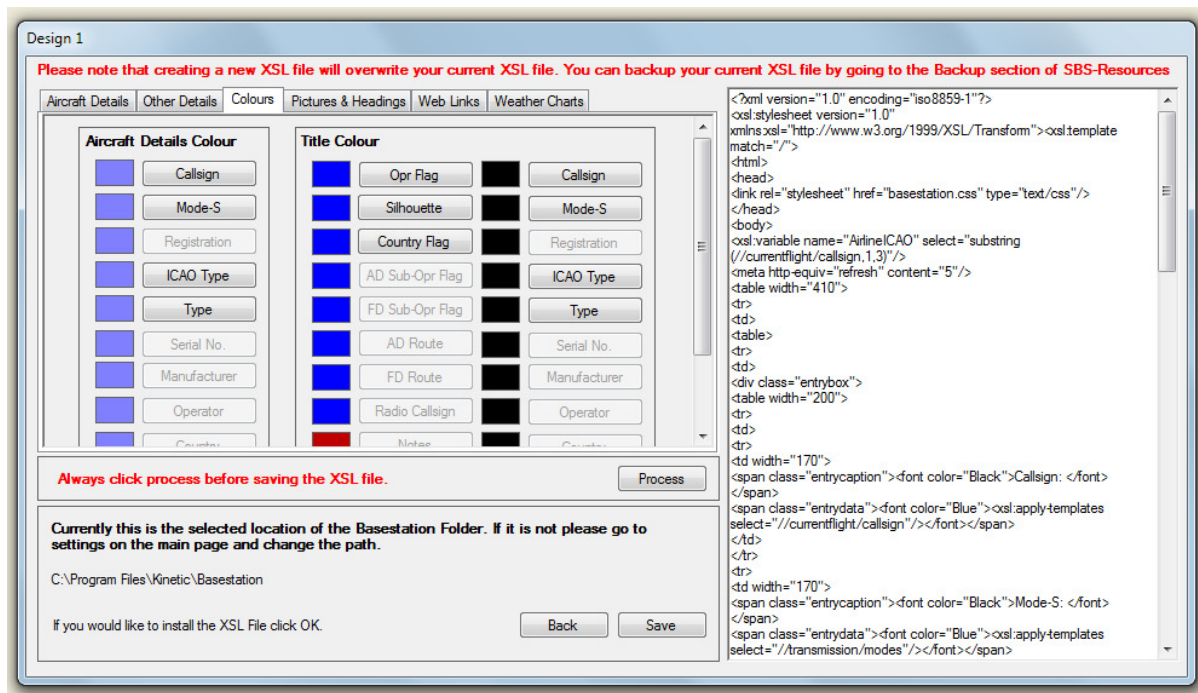 Design 1
Please note that creating a new XSL file will overwrite your current XSL file. You can backup your current XSL file by going to the Backup section of SBS-Resources
Aircraft Details
Other Details
Colours
Pictures & Headings
Web Links
Weather Charts
Aircraft Details Colour
Callsign
Mode-S
Registration
ICAO Type
Type
Serial No.
Manufacturer
Operator
Country
Title Colour
Opr Flag
Callsign
Silhouette
Mode-S
Country Flag
Registration
AD Sub-Opr Flag
ICAO Type
FD Sub-Opr Flag
Type
AD Route
Serial No.
FD Route
Manufacturer
Radio Callsign
Operator
Notes
Country
Always click process before saving the XSL file.
Process
Currently this is the selected location of the Basestation Folder. If it is not please go to
settings on the main page and change the path.
C:\Program Files\Kinetic\Basestation
If you would like to install the XSL File click OK.
Back
Save
<?xml version="1.0" encoding="iso8859-1"?>
<xsl:stylesheet version="1.0"
xmlns:xsl="http://www.w3.org/1999/XSL/Transform"><xsl:template
match="/">
<html>
<head>
<link rel="stylesheet" href="basestation.css" type="text/css"/>
</head>
<body>
<xsl:variable name="AirlineICAO" select="substring
(//currentflight/callsign,1,3)"/>
<meta http-equiv="refresh" content="5"/>
<table width="410">
<tr>
<td>
<table>
<tr>
<td>
<div class="entrybox">
<table width="200">
<tr>
<td>
<tr>
<td width="170">
<span class="entrycaption"><font color="Black">Callsign: </font>
</span>
<span class="entrydata"><font color="Blue"><xsl:apply-templates
select="//currentflight/callsign"/></font></span>
</td>
</tr>
<tr>
<td width="170">
<span class="entrycaption"><font color="Black">Mode-S: </font>
</span>
<span class="entrydata"><font color="Blue"><xsl:apply-templates
select="//transmission/modes"/></font></span>